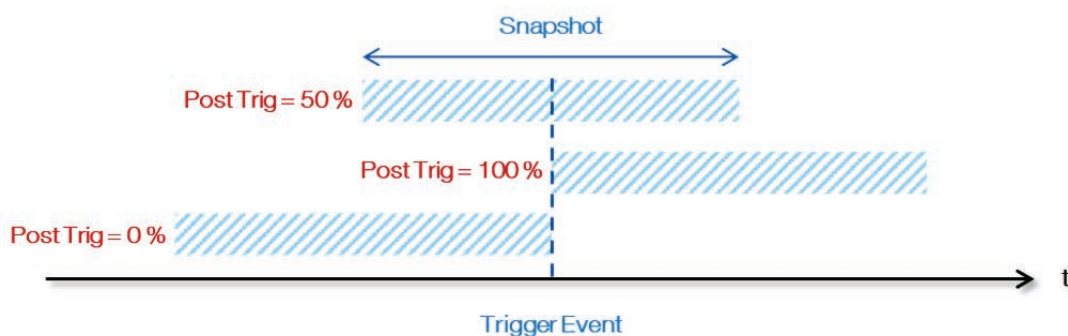 Snapshot
Post Trig = 50 %
Post Trig = 100 %
Post Trig = 0 %
t
Trigger Event